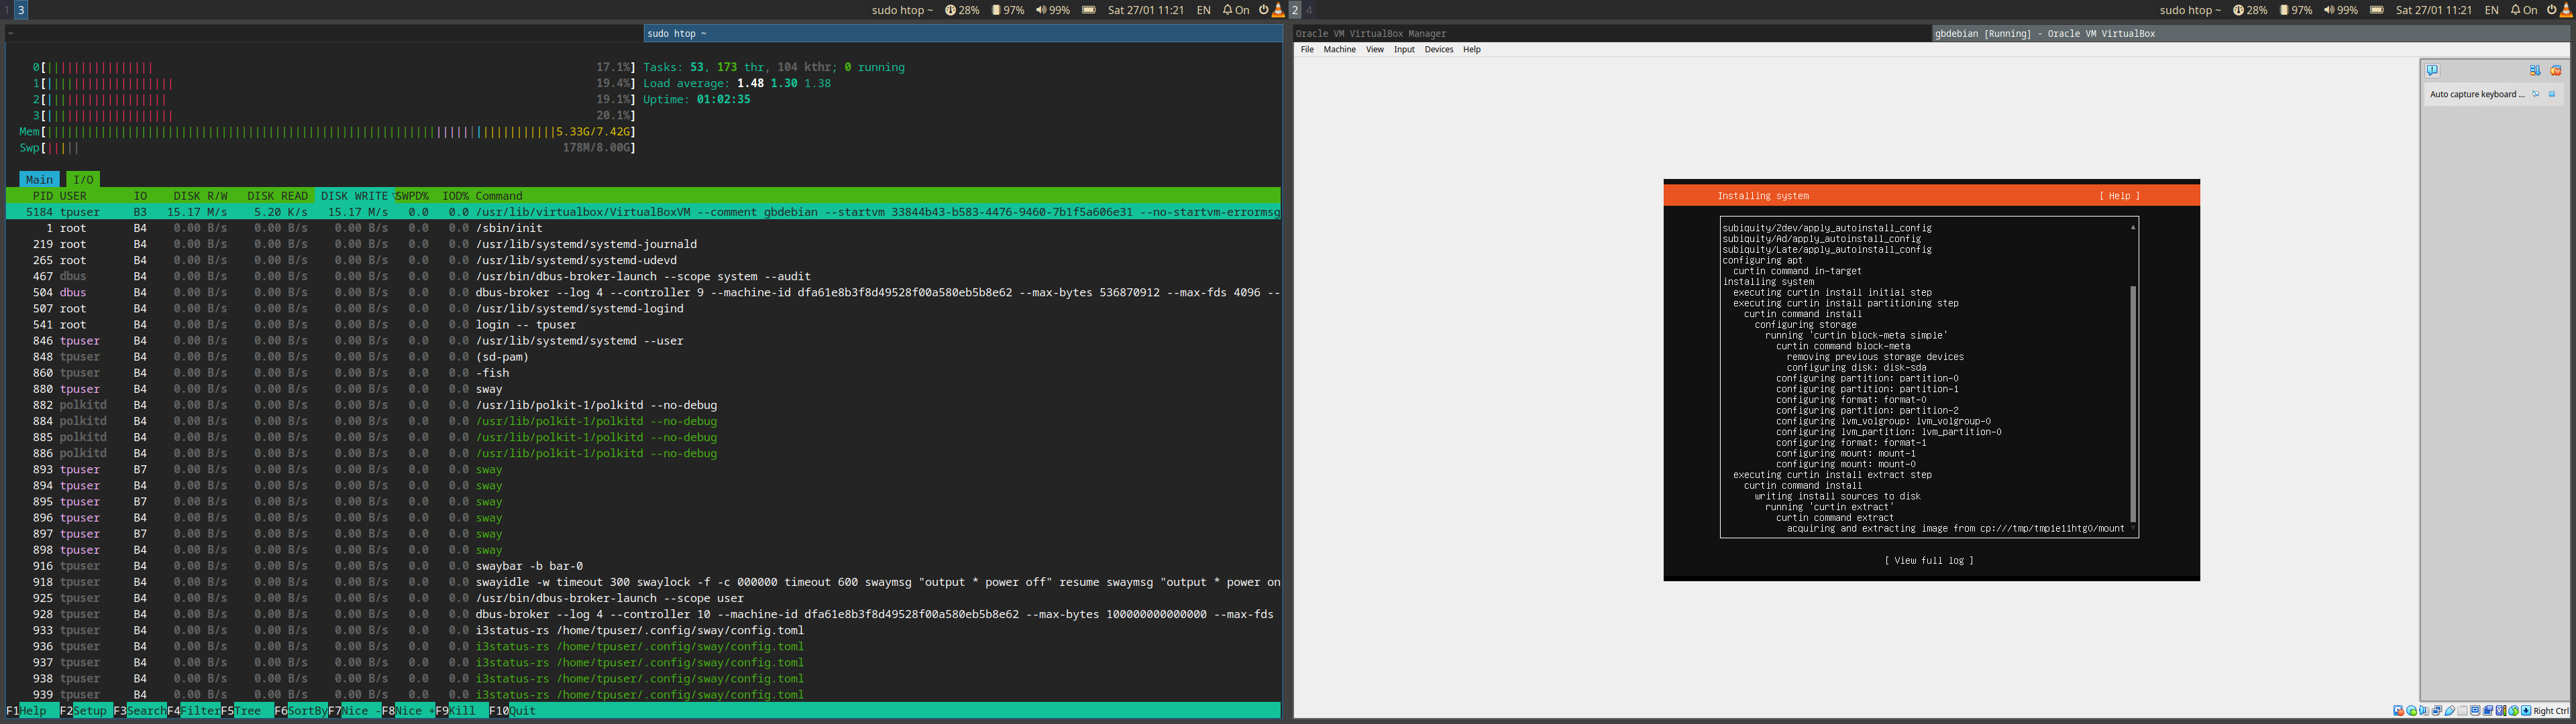 1 3 sudo htop ~ 28% 97% 99% Sat 27/01 11:21 EN On
~ sudo htop ~
0[ 17.1%] Tasks: 53, 173 thr, 104 kthr; 0 running
1[ 19.4%] Load average: 1.48 1.30 1.38
2[ 19.1%] Uptime: 01:02:35
3[ 20.1%]
Mem[ 5.33G/7.42G]
Swp[ 178M/8.00G]
Main I/O
PID USER IO DISK R/W DISK READ DISK WRITE▽SWPD% IOD% Command
5184 tpuser B3 15.17 M/s 5.20 K/s 15.17 M/s 0.0 0.0 /usr/lib/virtualbox/VirtualBoxVM --comment gbdebian --startvm 33844b43-b583-4476-9460-7b1f5a606e31 --no-startvm-errormsg
1 root B4 0.00 B/s 0.00 B/s 0.00 B/s 0.0 0.0 /sbin/init
219 root B4 0.00 B/s 0.00 B/s 0.00 B/s 0.0 0.0 /usr/lib/systemd/systemd-journald
265 root B4 0.00 B/s 0.00 B/s 0.00 B/s 0.0 0.0 /usr/lib/systemd/systemd-udevd
467 dbus B4 0.00 B/s 0.00 B/s 0.00 B/s 0.0 0.0 /usr/bin/dbus-broker-launch --scope system --audit
504 dbus B4 0.00 B/s 0.00 B/s 0.00 B/s 0.0 0.0 dbus-broker --log 4 --controller 9 --machine-id dfa61e8b3f8d49528f00a580eb5b8e62 --max-bytes 536870912 --max-fds 4096 --
507 root B4 0.00 B/s 0.00 B/s 0.00 B/s 0.0 0.0 /usr/lib/systemd/systemd-logind
541 root B4 0.00 B/s 0.00 B/s 0.00 B/s 0.0 0.0 login -- tpuser
846 tpuser B4 0.00 B/s 0.00 B/s 0.00 B/s 0.0 0.0 /usr/lib/systemd/systemd --user
848 tpuser B4 0.00 B/s 0.00 B/s 0.00 B/s 0.0 0.0 (sd-pam)
860 tpuser B4 0.00 B/s 0.00 B/s 0.00 B/s 0.0 0.0 -fish
880 tpuser B4 0.00 B/s 0.00 B/s 0.00 B/s 0.0 0.0 sway
882 polkitd B4 0.00 B/s 0.00 B/s 0.00 B/s 0.0 0.0 /usr/lib/polkit-1/polkitd --no-debug
884 polkitd B4 0.00 B/s 0.00 B/s 0.00 B/s 0.0 0.0 /usr/lib/polkit-1/polkitd --no-debug
885 polkitd B4 0.00 B/s 0.00 B/s 0.00 B/s 0.0 0.0 /usr/lib/polkit-1/polkitd --no-debug
886 polkitd B4 0.00 B/s 0.00 B/s 0.00 B/s 0.0 0.0 /usr/lib/polkit-1/polkitd --no-debug
893 tpuser B7 0.00 B/s 0.00 B/s 0.00 B/s 0.0 0.0 sway
894 tpuser B4 0.00 B/s 0.00 B/s 0.00 B/s 0.0 0.0 sway
895 tpuser B7 0.00 B/s 0.00 B/s 0.00 B/s 0.0 0.0 sway
896 tpuser B4 0.00 B/s 0.00 B/s 0.00 B/s 0.0 0.0 sway
897 tpuser B7 0.00 B/s 0.00 B/s 0.00 B/s 0.0 0.0 sway
898 tpuser B4 0.00 B/s 0.00 B/s 0.00 B/s 0.0 0.0 sway
916 tpuser B4 0.00 B/s 0.00 B/s 0.00 B/s 0.0 0.0 swaybar -b bar-0
918 tpuser B4 0.00 B/s 0.00 B/s 0.00 B/s 0.0 0.0 swayidle -w timeout 300 swaylock -f -c 000000 timeout 600 swaymsg "output * power off" resume swaymsg "output * power on
925 tpuser B4 0.00 B/s 0.00 B/s 0.00 B/s 0.0 0.0 /usr/bin/dbus-broker-launch --scope user
928 tpuser B4 0.00 B/s 0.00 B/s 0.00 B/s 0.0 0.0 dbus-broker --log 4 --controller 10 --machine-id dfa61e8b3f8d49528f00a580eb5b8e62 --max-bytes 100000000000000 --max-fds
933 tpuser B4 0.00 B/s 0.00 B/s 0.00 B/s 0.0 0.0 i3status-rs /home/tpuser/.config/sway/config.toml
936 tpuser B4 0.00 B/s 0.00 B/s 0.00 B/s 0.0 0.0 i3status-rs /home/tpuser/.config/sway/config.toml
937 tpuser B4 0.00 B/s 0.00 B/s 0.00 B/s 0.0 0.0 i3status-rs /home/tpuser/.config/sway/config.toml
938 tpuser B4 0.00 B/s 0.00 B/s 0.00 B/s 0.0 0.0 i3status-rs /home/tpuser/.config/sway/config.toml
939 tpuser B4 0.00 B/s 0.00 B/s 0.00 B/s 0.0 0.0 i3status-rs /home/tpuser/.config/sway/config.toml
F1Help F2Setup F3SearchF4FilterF5Tree F6SortByF7Nice -F8Nice +F9Kill F10Quit
2 4 sudo htop ~ 28% 97% 99% Sat 27/01 11:21 EN On
Oracle VM VirtualBox Manager gbdebian [Running] - Oracle VM VirtualBox
File Machine View Input Devices Help
Auto capture keyboard ...
Installing system [ Help ]
subiquity/Zdev/apply_autoinstall_config
subiquity/Ad/apply_autoinstall_config
subiquity/Late/apply_autoinstall_config
configuring apt
curtin command in-target
installing system
executing curtin install initial step
executing curtin install partitioning step
curtin command install
configuring storage
running 'curtin block-meta simple'
curtin command block-meta
removing previous storage devices
configuring disk: disk-sda
configuring partition: partition-0
configuring partition: partition-1
configuring format: format-0
configuring partition: partition-2
configuring lvm_volgroup: lvm_volgroup-0
configuring lvm_partition: lvm_partition-0
configuring format: format-1
configuring mount: mount-1
configuring mount: mount-0
executing curtin install extract step
curtin command install
writing install sources to disk
running 'curtin extract'
curtin command extract
acquiring and extracting image from cp:///tmp/tmp1e11htg0/mount
[ View full log ]
Right Ctrl